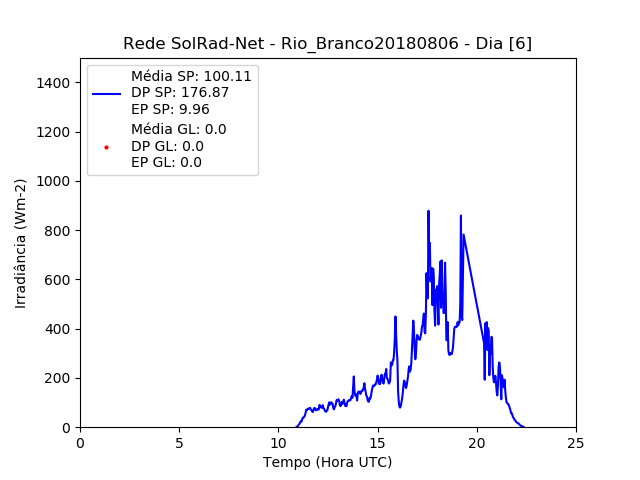 Rede SolRad-Net - Rio_Branco20180806 - Dia [6]
Média SP: 100.11
DP SP: 176.87
EP SP: 9.96
Média GL: 0.0
DP GL: 0.0
EP GL: 0.0
1400
1200
1000
800
600
400
200
0
Irradiância (Wm-2)
0 5 10 15 20 25
Tempo (Hora UTC)